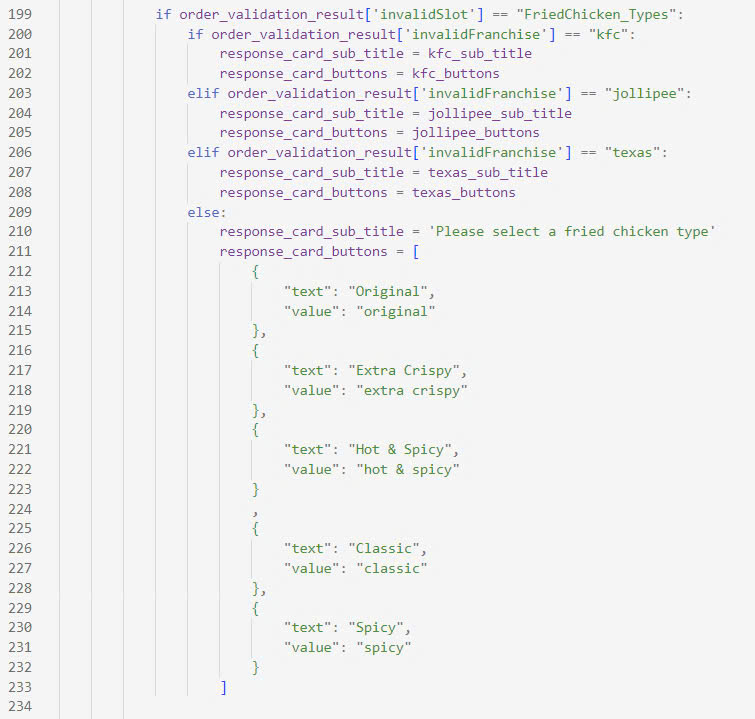 199 if order_validation_result['invalidSlot'] == "FriedChicken_Types":
200 if order_validation_result['invalidFranchise'] == "kfc":
201 response_card_sub_title = kfc_sub_title
202 response_card_buttons = kfc_buttons
203 elif order_validation_result['invalidFranchise'] == "jollipee":
204 response_card_sub_title = jollipee_sub_title
205 response_card_buttons = jollipee_buttons
206 elif order_validation_result['invalidFranchise'] == "texas":
207 response_card_sub_title = texas_sub_title
208 response_card_buttons = texas_buttons
209 else:
210 response_card_sub_title = 'Please select a fried chicken type'
211 response_card_buttons = [
212 {
213 "text": "Original",
214 "value": "original"
215 },
216 {
217 "text": "Extra Crispy",
218 "value": "extra crispy"
219 },
220 {
221 "text": "Hot & Spicy",
222 "value": "hot & spicy"
223 }
224 ,
225 {
226 "text": "Classic",
227 "value": "classic"
228 },
229 {
230 "text": "Spicy",
231 "value": "spicy"
232 }
233 ]
234